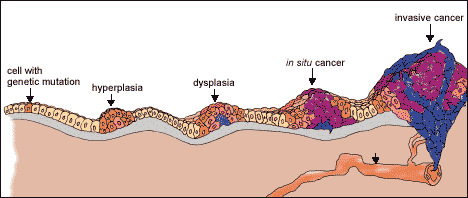 invasive cancer
in situ cancer
dysplasia
cell with
genetic mutation
hyperplasia